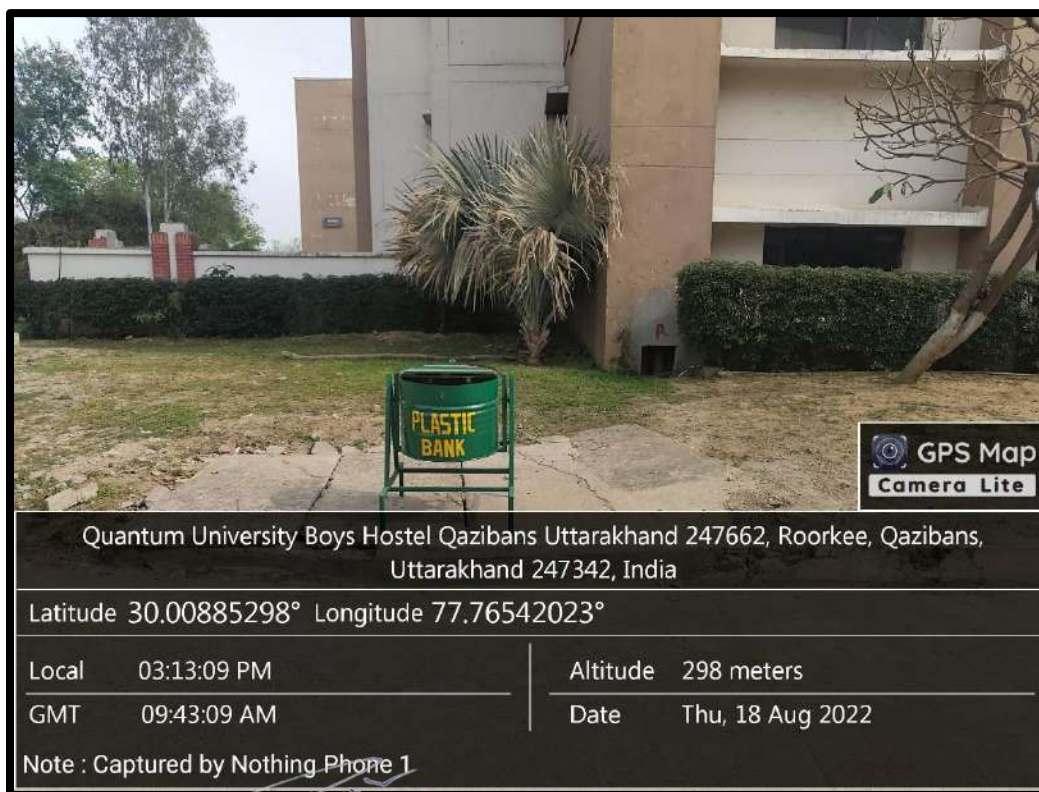 PLASTIC
BANK
GPS Map
Camera Lite
Quantum University Boys Hostel Qazibans Uttarakhand 247662, Roorkee, Qazibans,
Uttarakhand 247342, India
Latitude 30.00885298° Longitude 77.76542023°
Local 03:13:09 PM Altitude 298 meters
GMT 09:43:09 AM Date Thu, 18 Aug 2022
Note : Captured by Nothing Phone 1